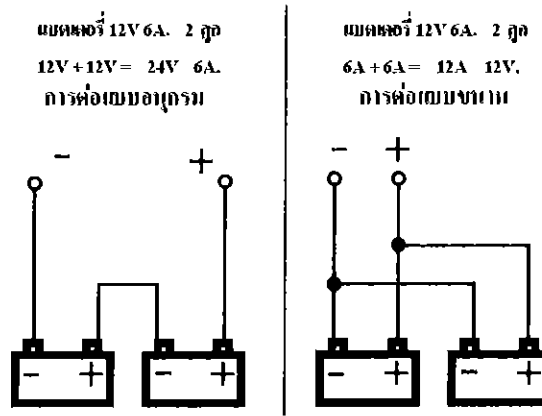 แบตเตอรี่ 12V 6A. 2 ลูก
12V + 12V = 24V 6A.
การต่อแบบอนุกรม
- +
- + - +
แบตเตอรี่ 12V 6A. 2 ลูก
6A + 6A = 12A 12V.
การต่อแบบขนาน
- +
- + - +